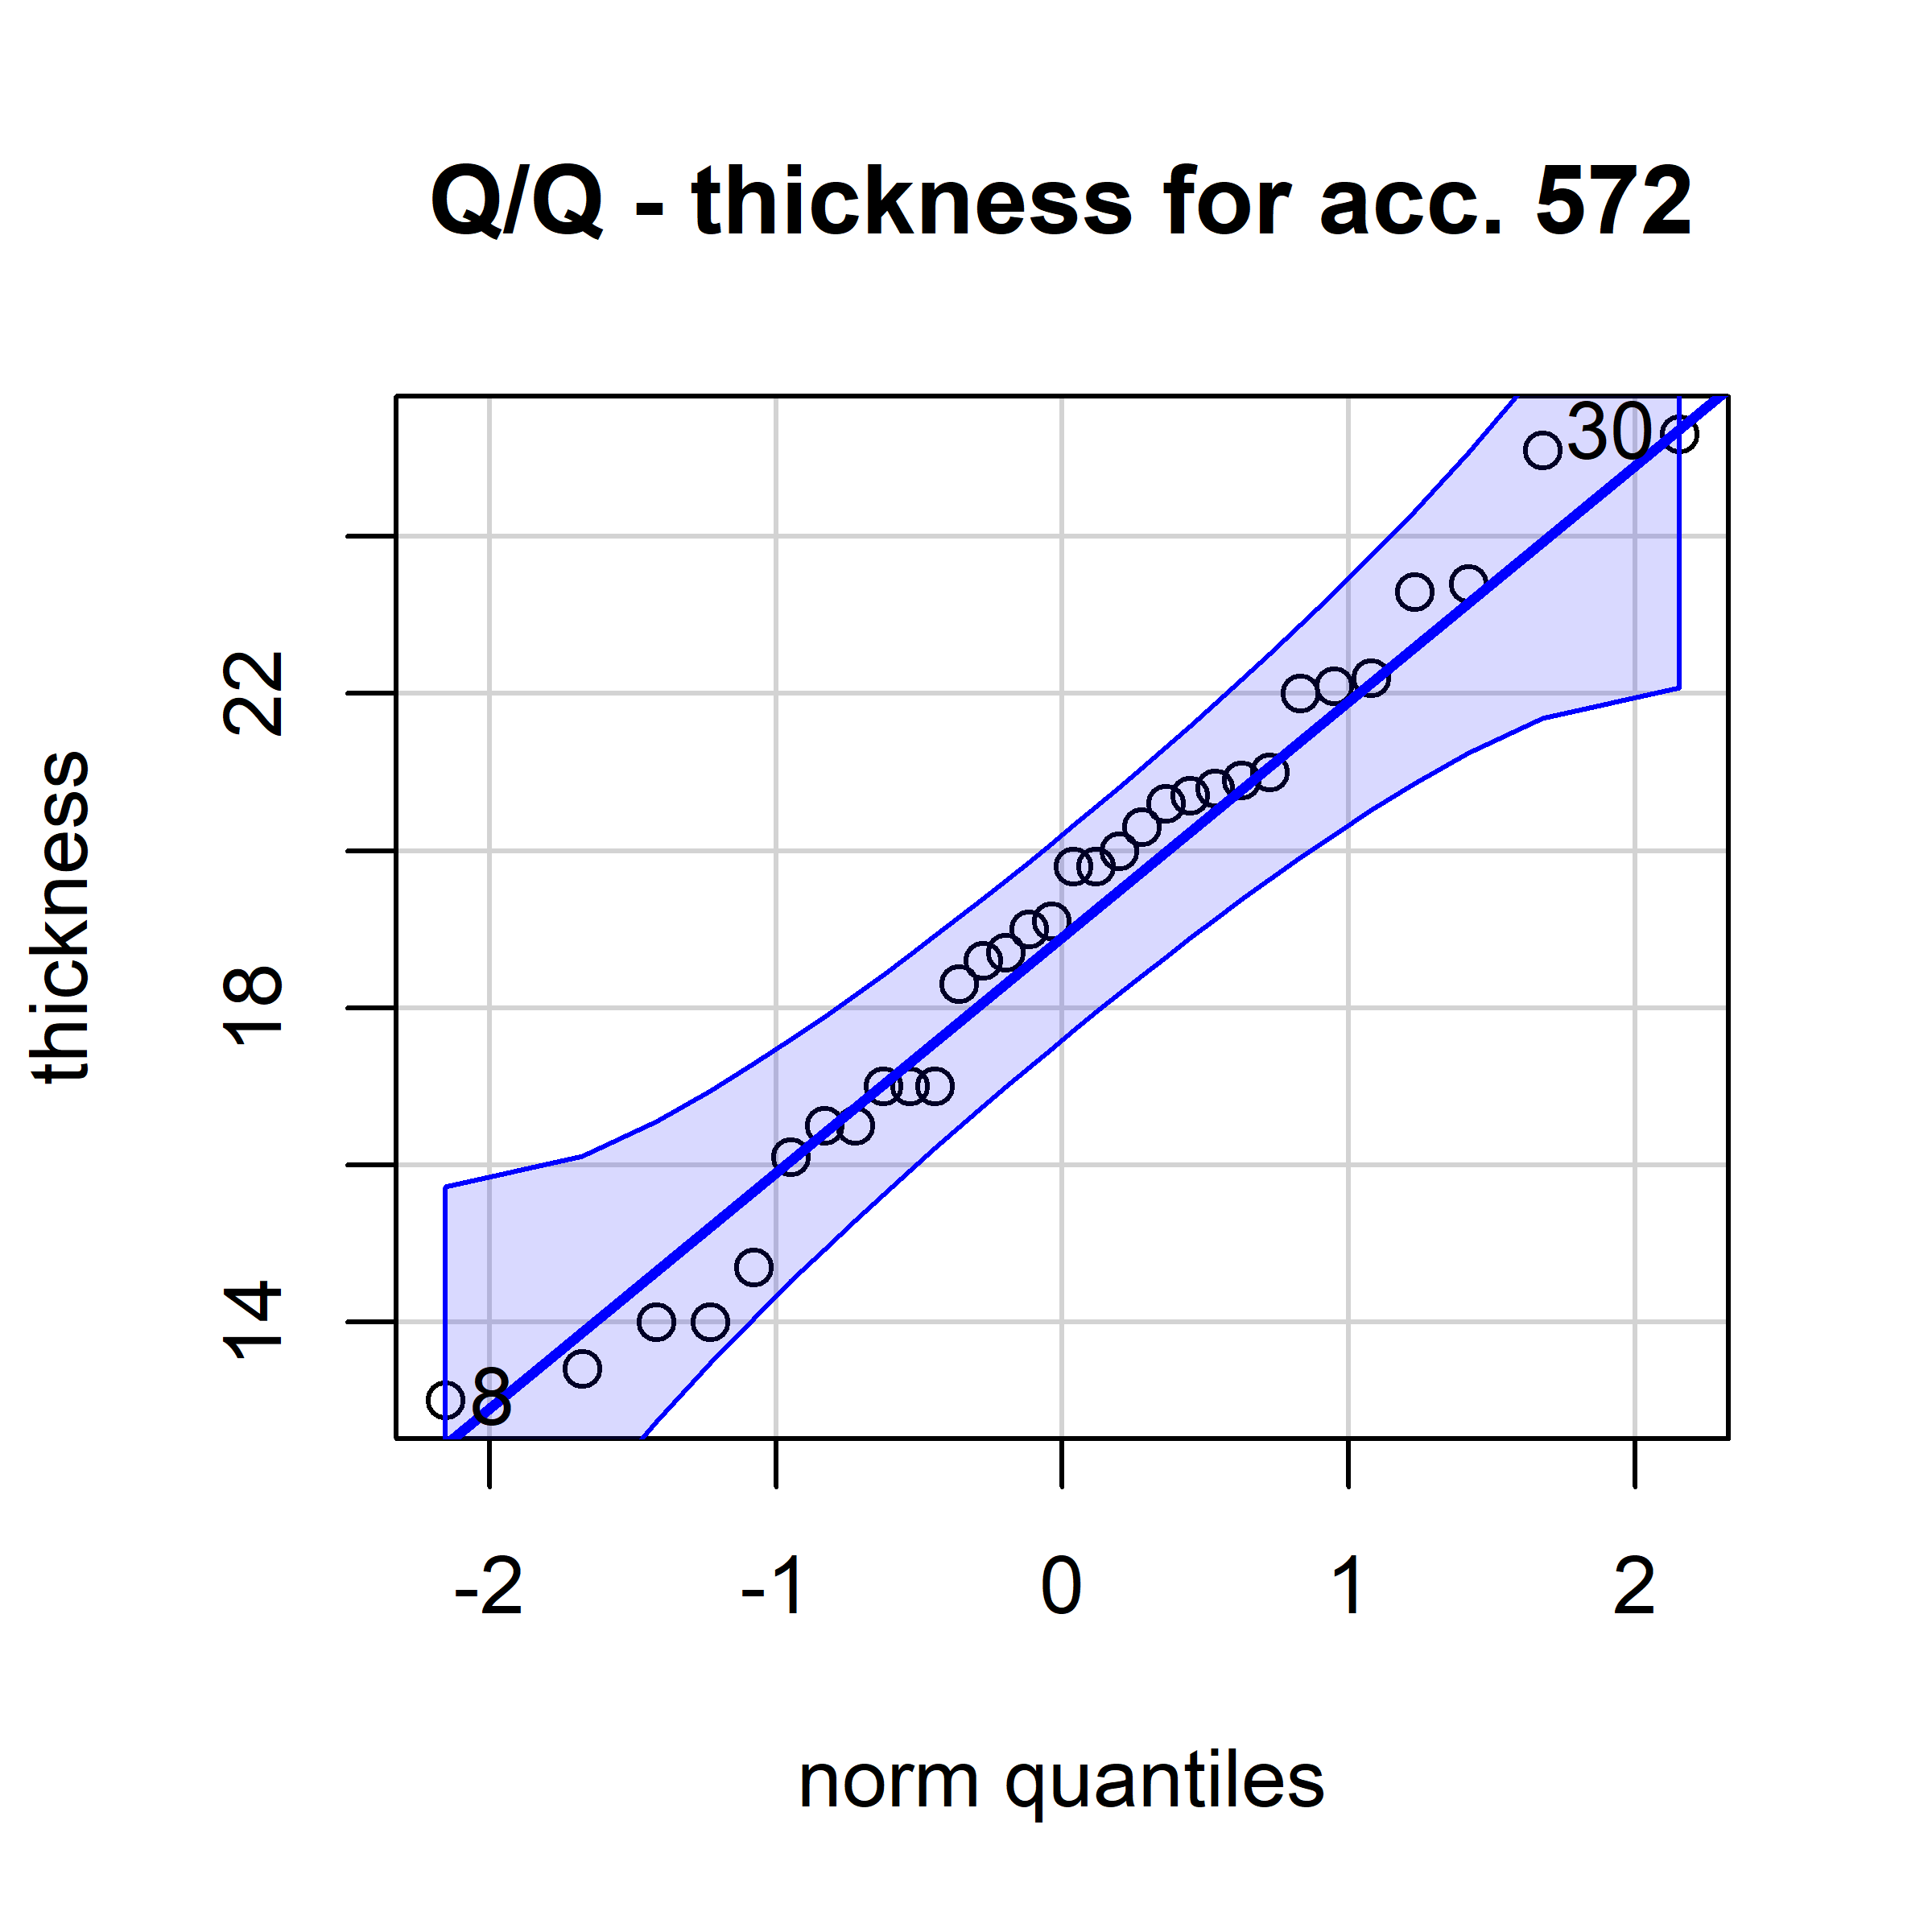 Q/Q - thickness for acc. 572
30
22
18
14
thickness
8
-2 -1 0 1 2
norm quantiles